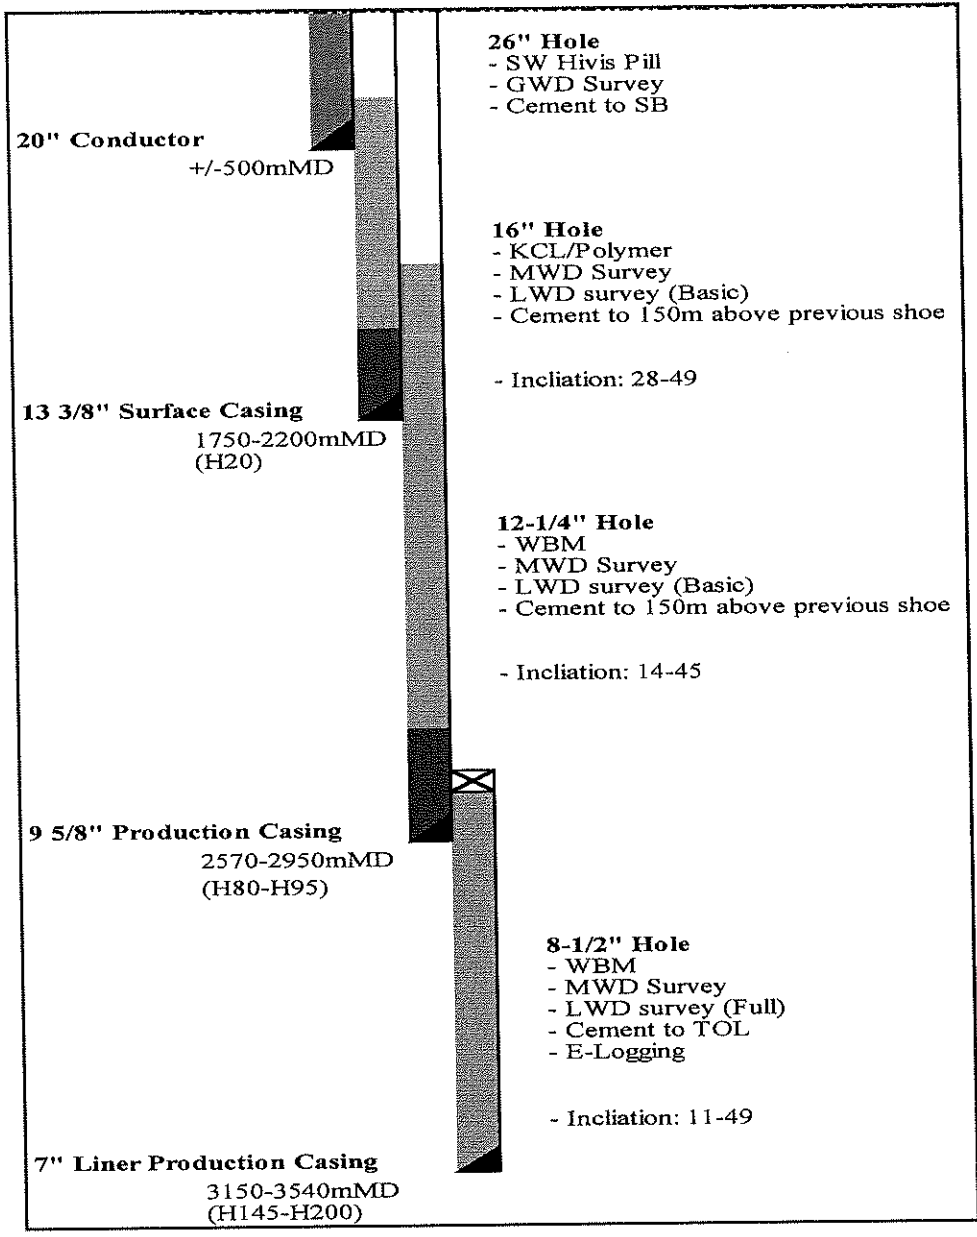 26" Hole
- SW Hivis Pill
- GWD Survey
- Cement to SB
20" Conductor
+/-500mMD
16" Hole
- KCL/Polymer
- MWD Survey
- LWD survey (Basic)
- Cement to 150m above previous shoe
- Incliation: 28-49
13 3/8" Surface Casing
1750-2200mMD
(H20)
12-1/4" Hole
- WBM
- MWD Survey
- LWD survey (Basic)
- Cement to 150m above previous shoe
- Incliation: 14-45
9 5/8" Production Casing
2570-2950mMD
(H80-H95)
8-1/2" Hole
- WBM
- MWD Survey
- LWD survey (Full)
- Cement to TOL
- E-Logging
- Incliation: 11-49
7" Liner Production Casing
3150-3540mMD
(H145-H200)